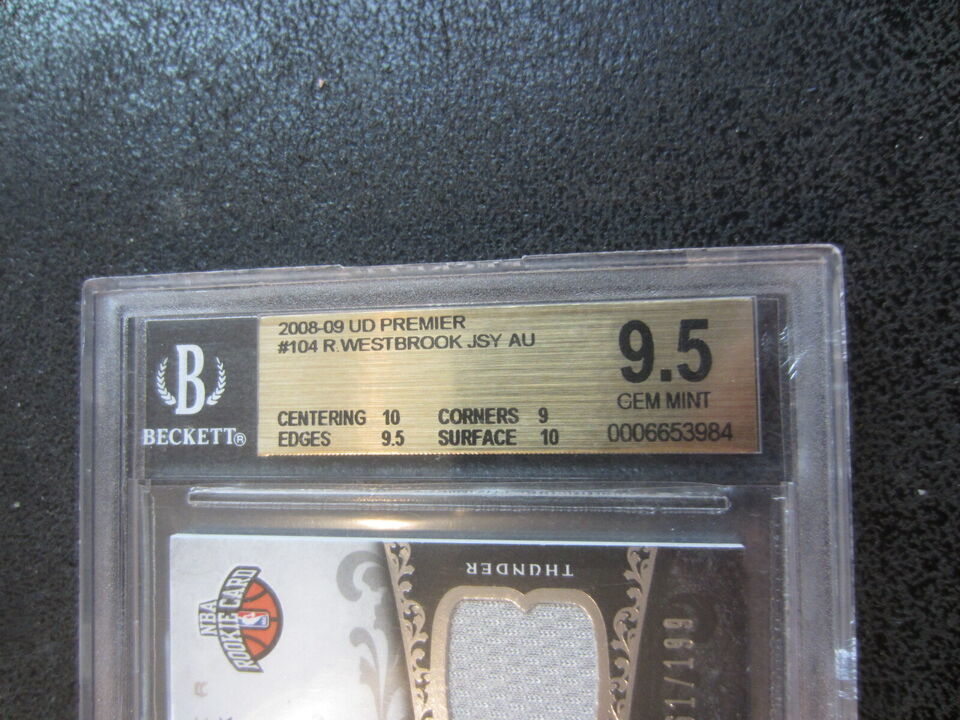 2008-09 UD PREMIER
#104 R.WESTBROOK JSY AU
9.5
GEM MINT
CENTERING 10 CORNERS 9
EDGES 9.5 SURFACE 10
0006653984
B
BECKETT®
THUNDER
NBA
ROOKIE CARD
61/199
R